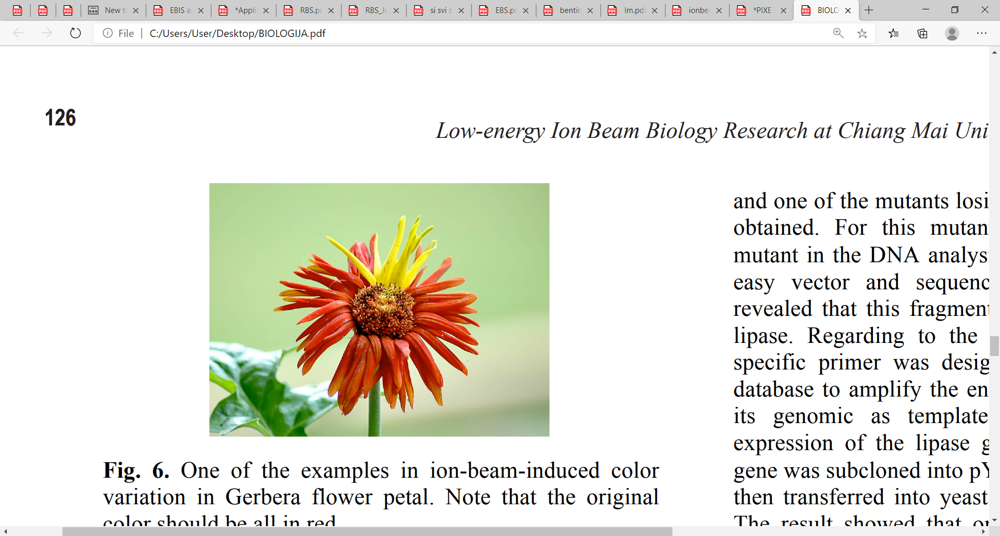 New ta
EBIS a
*Appli
RBS.p
RBS_Ju
si svi s
EBS.p
bentin
Im.pdf
ionbea
*PIXE
BIOLO
File
C:/Users/User/Desktop/BIOLOGIJA.pdf
126
Low-energy Ion Beam Biology Research at Chiang Mai Uni
Fig. 6. One of the examples in ion-beam-induced color
variation in Gerbera flower petal. Note that the original
color should be all in red
and one of the mutants losi
obtained. For this mutan
mutant in the DNA analys
easy vector and sequenc
revealed that this fragment
lipase. Regarding to the
specific primer was desig
database to amplify the en
its genomic as template
expression of the lipase g
gene was subcloned into pY
then transferred into yeast
The result showed that or